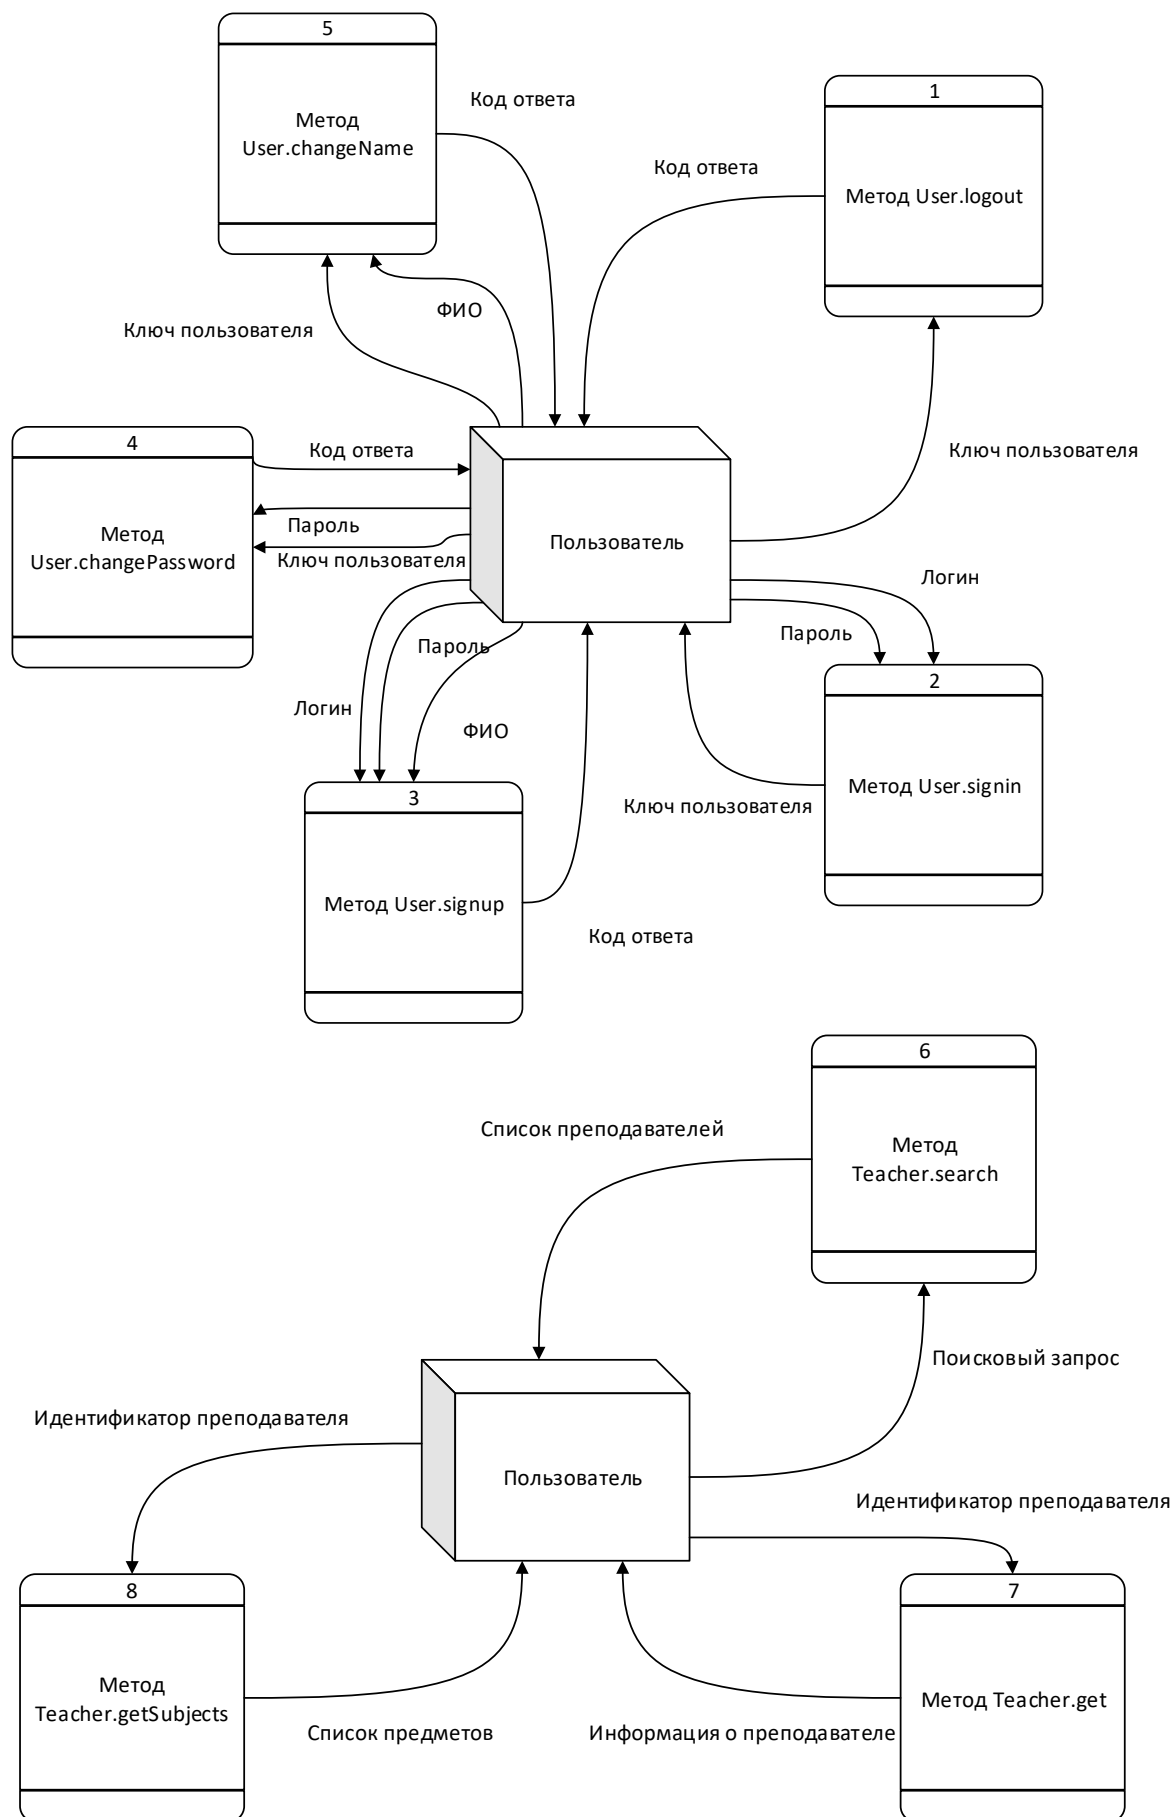 5
Метод
User.changeName
Код ответа
1
Код ответа
Метод User.logout
ФИО
Ключ пользователя
4
Код ответа
Ключ пользователя
Метод
User.changePassword
Пароль
Ключ пользователя
Пользователь
Логин
Пароль
Пароль
2
Логин
ФИО
Метод User.signin
3
Ключ пользователя
Метод User.signup
Код ответа
6
Список преподавателей
Метод
Teacher.search
Поисковый запрос
Идентификатор преподавателя
Пользователь
Идентификатор преподавателя
8
7
Метод
Teacher.getSubjects
Метод Teacher.get
Список предметов
Информация о преподавателе